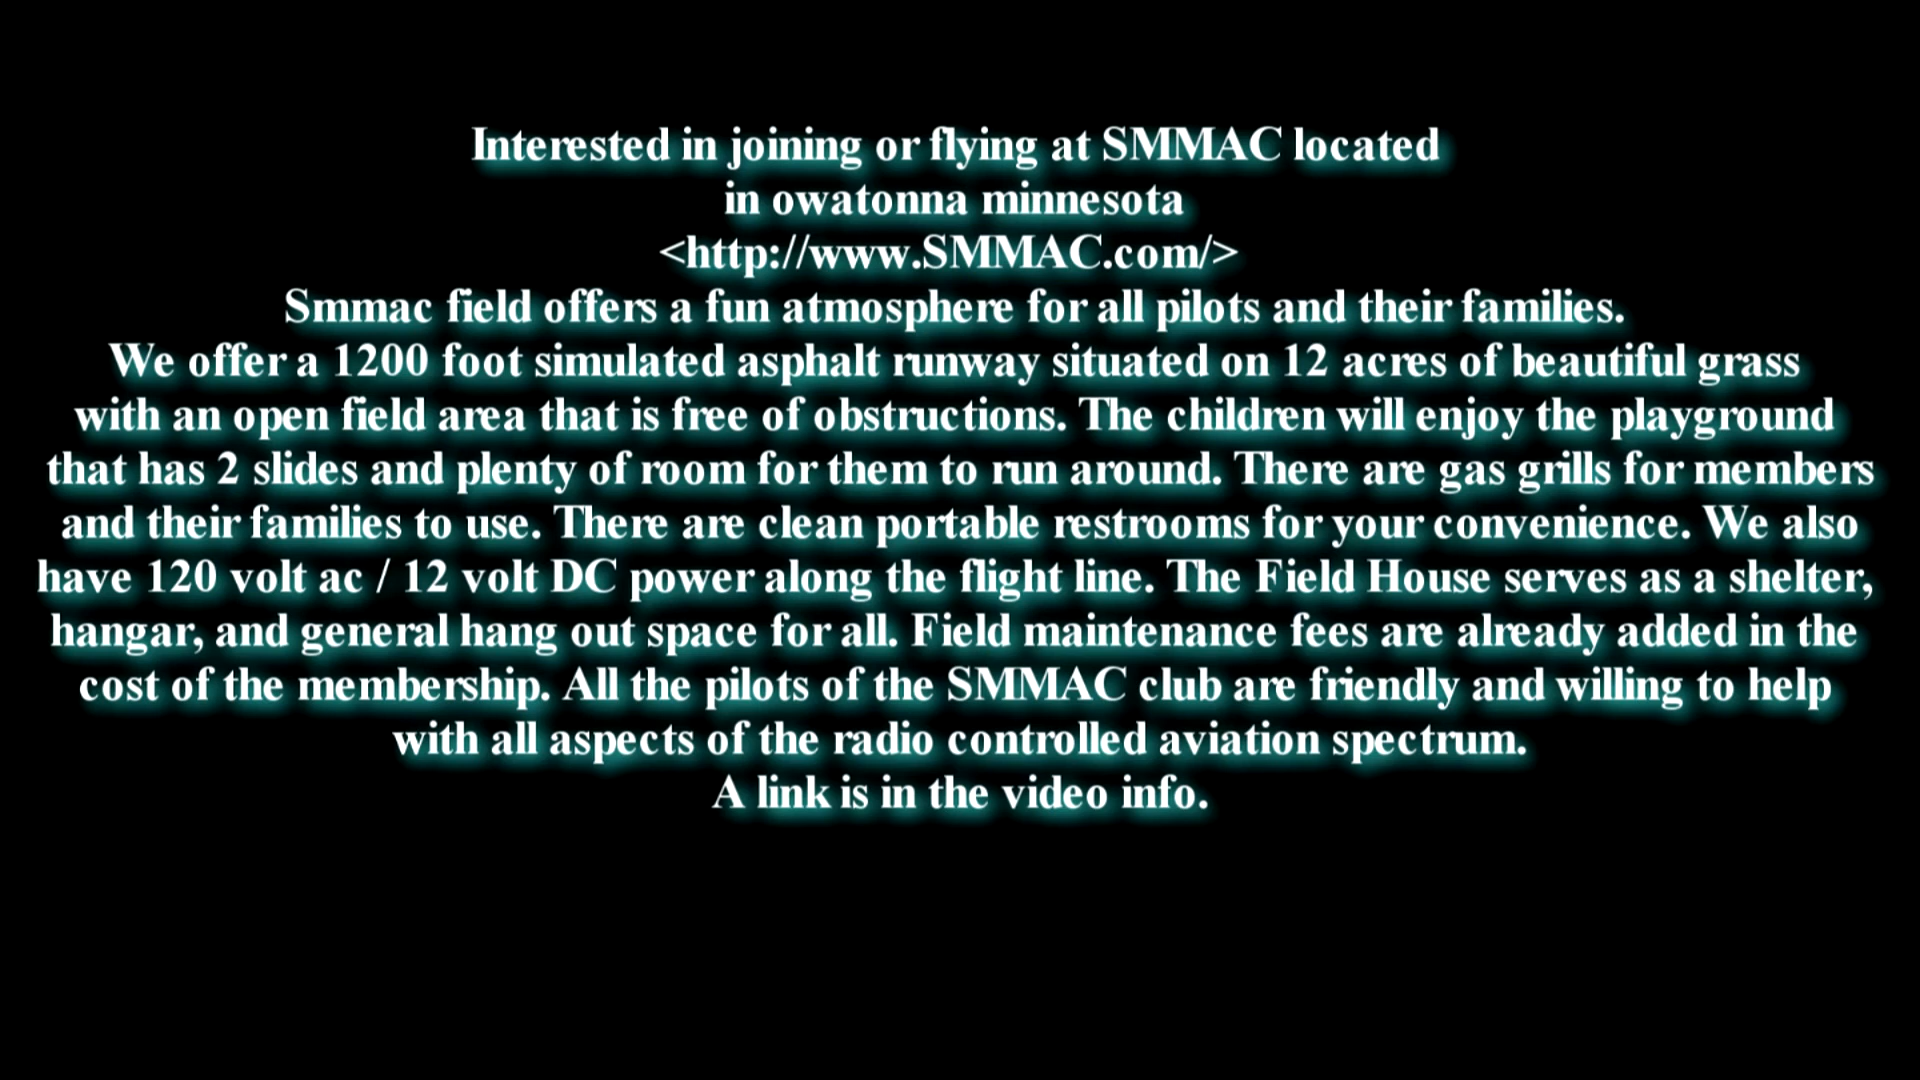 Interested in joining or flying at SMMAC located
in owatonna minnesota
<http://www.SMMAC.com/>
Smmac field offers a fun atmosphere for all pilots and their families.
We offer a 1200 foot simulated asphalt runway situated on 12 acres of beautiful grass
with an open field area that is free of obstructions. The children will enjoy the playground
that has 2 slides and plenty of room for them to run around. There are gas grills for members
and their families to use. There are clean portable restrooms for your convenience. We also
have 120 volt ac / 12 volt DC power along the flight line. The Field House serves as a shelter,
hangar, and general hang out space for all. Field maintenance fees are already added in the
cost of the membership. All the pilots of the SMMAC club are friendly and willing to help
with all aspects of the radio controlled aviation spectrum.
A link is in the video info.